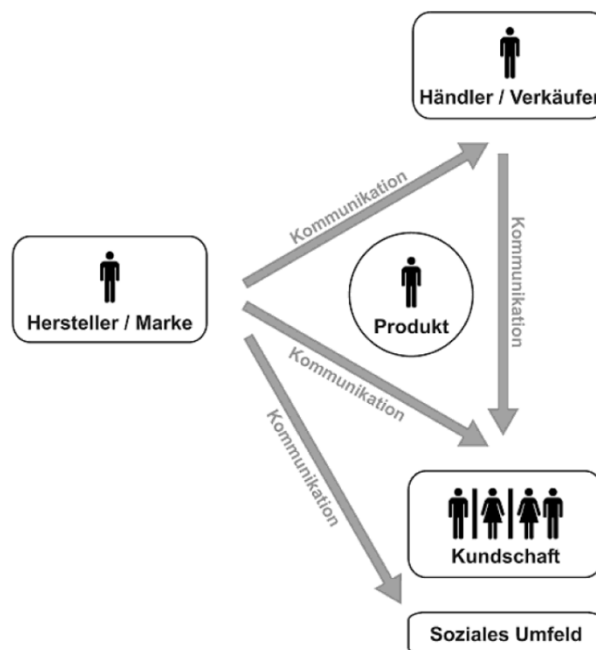 Händler / Verkäufer
Kommunikation
Kommunikation
Hersteller / Marke
Produkt
Kommunikation
Kommunikation
Kundschaft
Soziales Umfeld